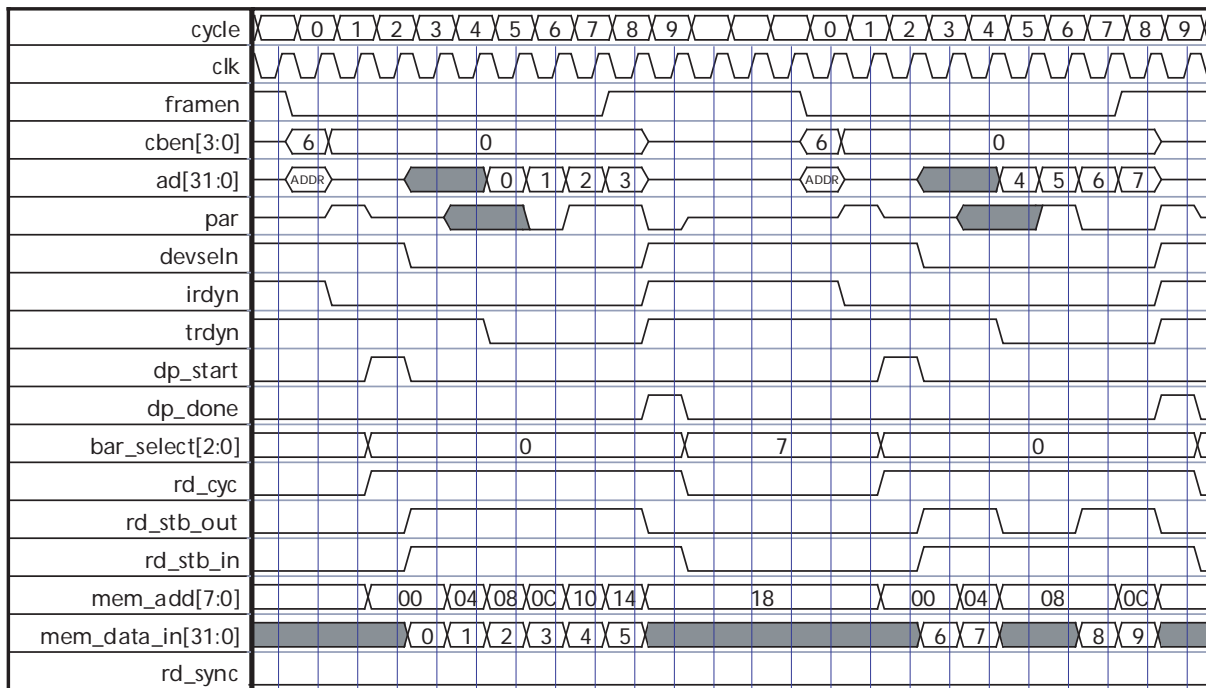 cycle 0 1 2 3 4 5 6 7 8 9 0 1 2 3 4 5 6 7 8 9
clk
framen
cben[3:0] 6 0 6 0
ad[31:0] ADDR 0 1 2 3 ADDR 4 5 6 7
par
devseln
irdyn
trdyn
dp_start
dp_done
bar_select[2:0] 0 7 0
rd_cyc
rd_stb_out
rd_stb_in
mem_add[7:0] 00 04 08 0C 10 14 18 00 04 08 0C
mem_data_in[31:0] 0 1 2 3 4 5 6 7 8 9
rd_sync